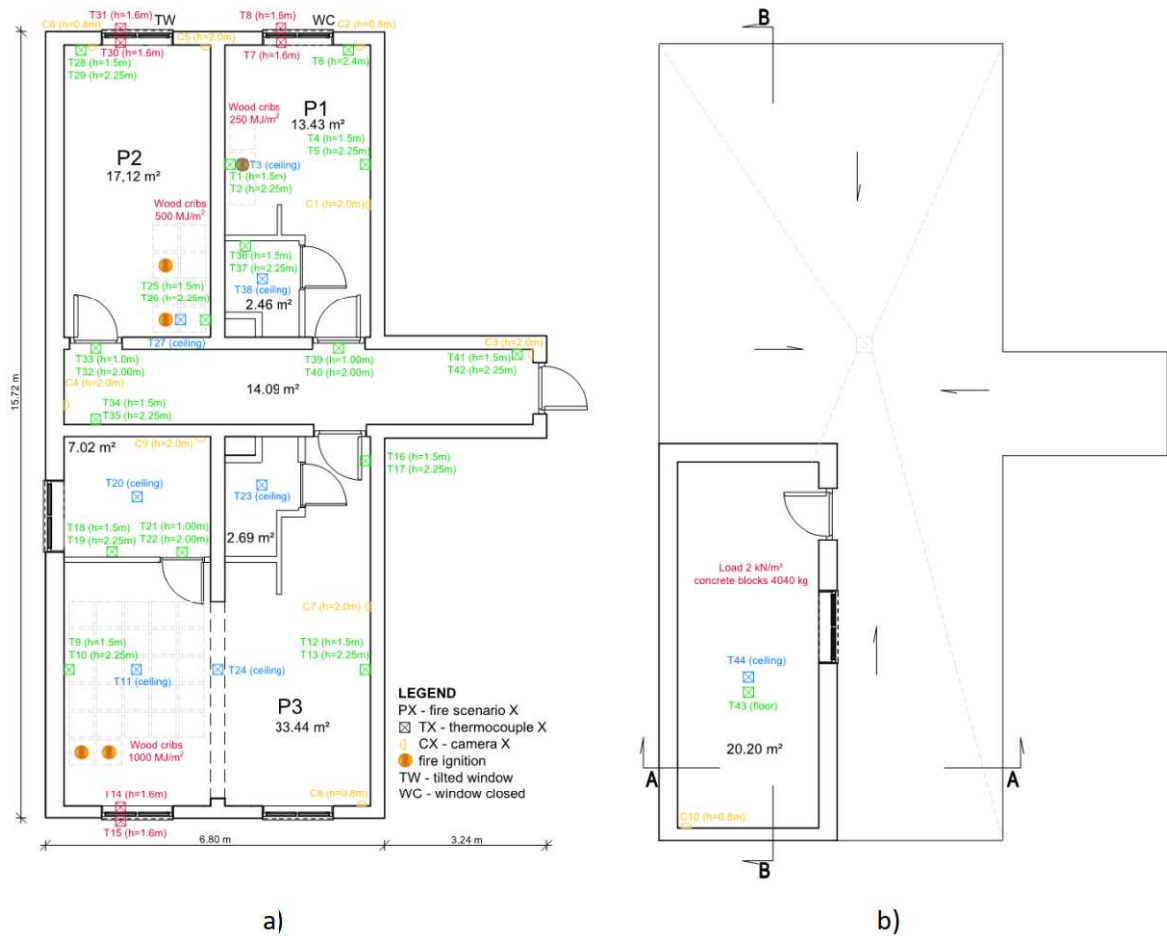 T31 (h=1.6m)
TW
C6 (h=0.8m)
C5 (h=2.0m)
T30 (h=1.6m)
T28 (h=1.5m)
T29 (h=2.25m)
T8 (h=1.6m)
WC
C2 (h=0.8m)
T7 (h=1.6m)
T6 (h=2.4m)
P2
17,12 m²
Wood cribs
500 MJ/m²
T25 (h=1.5m)
T26 (h=2.25m)
T27 (ceiling)
Wood cribs
250 MJ/m²
P1
13.43 m²
T4 (h=1.5m)
T5 (h=2.25m)
T3 (ceiling)
T1 (h=1.5m)
T2 (h=2.25m)
C1 (h=2.0m)
T36 (h=1.5m)
T37 (h=2.25m)
T38 (ceiling)
2.46 m²
T33 (h=1.0m)
T32 (h=2.00m)
C4 (h=2.0m)
T34 (h=1.5m)
T35 (h=2.25m)
14.09 m²
T39 (h=1.00m)
T40 (h=2.00m)
C3 (h=2.0m)
T41 (h=1.5m)
T42 (h=2.25m)
15.72 m
7.02 m²
C9 (h=2.0m)
T20 (ceiling)
T18 (h=1.5m)
T19 (h=2.25m)
T21 (h=1.00m)
T22 (h=2.00m)
T23 (ceiling)
2.69 m²
T16 (h=1.5m)
T17 (h=2.25m)
T9 (h=1.5m)
T10 (h=2.25m)
T11 (ceiling)
T24 (ceiling)
C7 (h=2.0m)
T12 (h=1.5m)
T13 (h=2.25m)
P3
33.44 m²
Wood cribs
1000 MJ/m²
T14 (h=1.6m)
T15 (h=1.6m)
C8 (h=0.8m)
6.80 m
3.24 m
LEGEND
PX - fire scenario X
TX - thermocouple X
CX - camera X
fire ignition
TW - tilted window
WC - window closed
a)
B
Load 2 kN/m²
concrete blocks 4040 kg
T44 (ceiling)
T43 (floor)
20.20 m²
A
A
C10 (h=0.8m)
B
b)